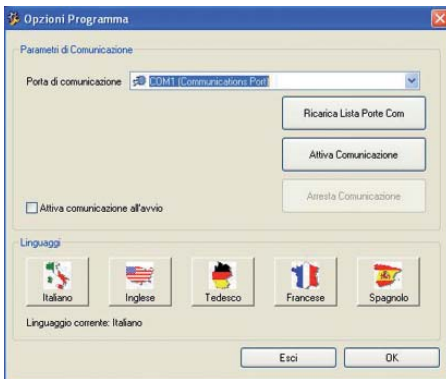 Opzioni Programma
Parametri di Comunicazione
Porta di comunicazione COM1 (Communications Port)
Ricarica Lista Porte Com
Attiva Comunicazione
Arresta Comunicazione
Attiva comunicazione all'avvio
Linguaggi
Italiano Inglese Tedesco Francese Spagnolo
Linguaggio corrente: Italiano
Esci OK